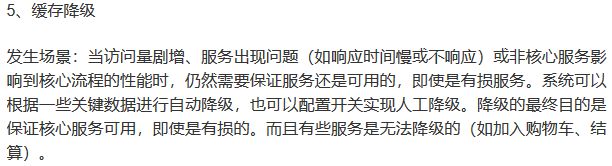 5、缓存降级
发生场景：当访问量剧增、服务出现问题（如响应时间慢或不响应）或非核心服务影
响到核心流程的性能时，仍然需要保证服务还是可用的，即使是有损服务。系统可以
根据一些关键数据进行自动降级，也可以配置开关实现人工降级。降级的最终目的是
保证核心服务可用，即使是有损的。而且有些服务是无法降级的（如加入购物车、结
算）。